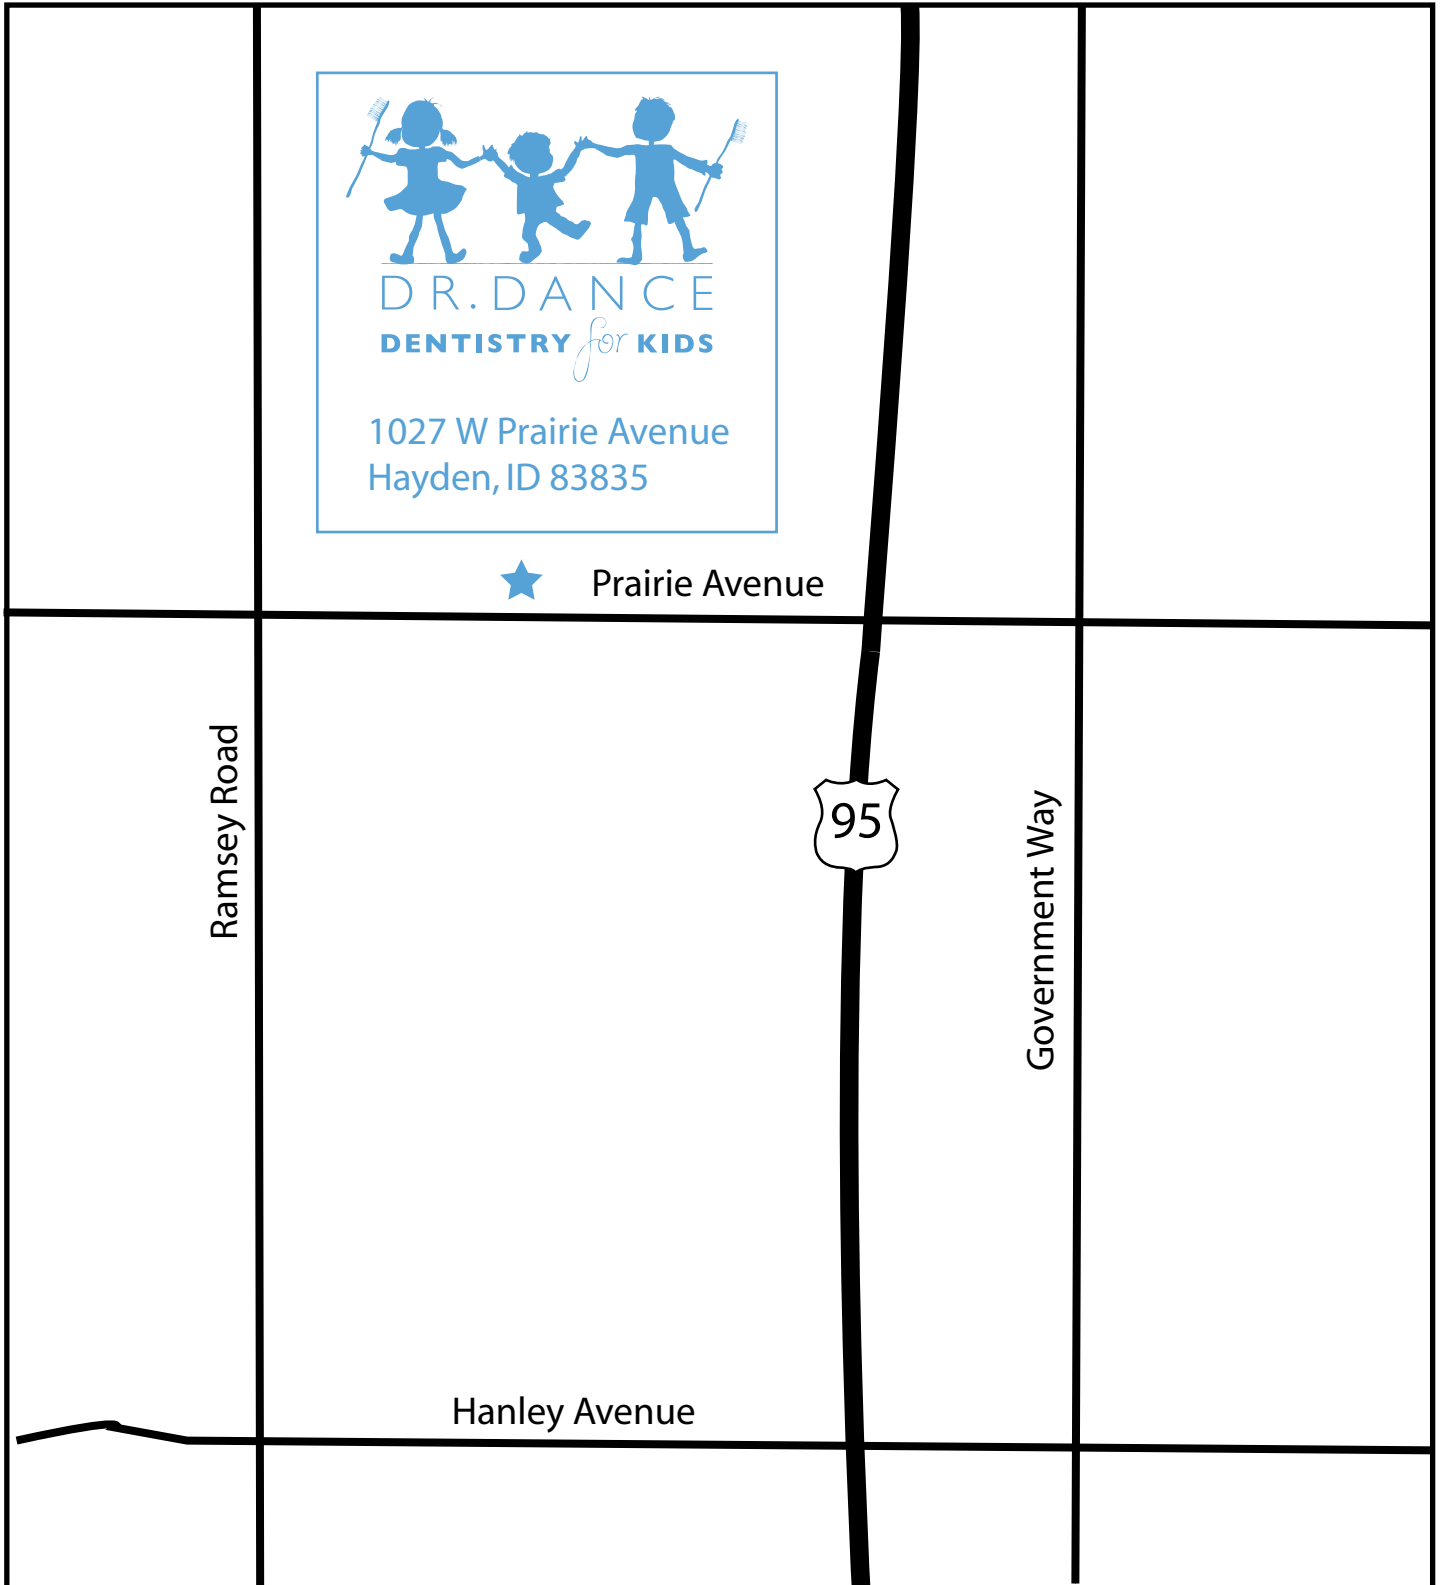 DR. DANCE
DENTISTRY for KIDS
1027 W Prairie Avenue
Hayden, ID 83835
Prairie Avenue
Ramsey Road
95
Government Way
Hanley Avenue